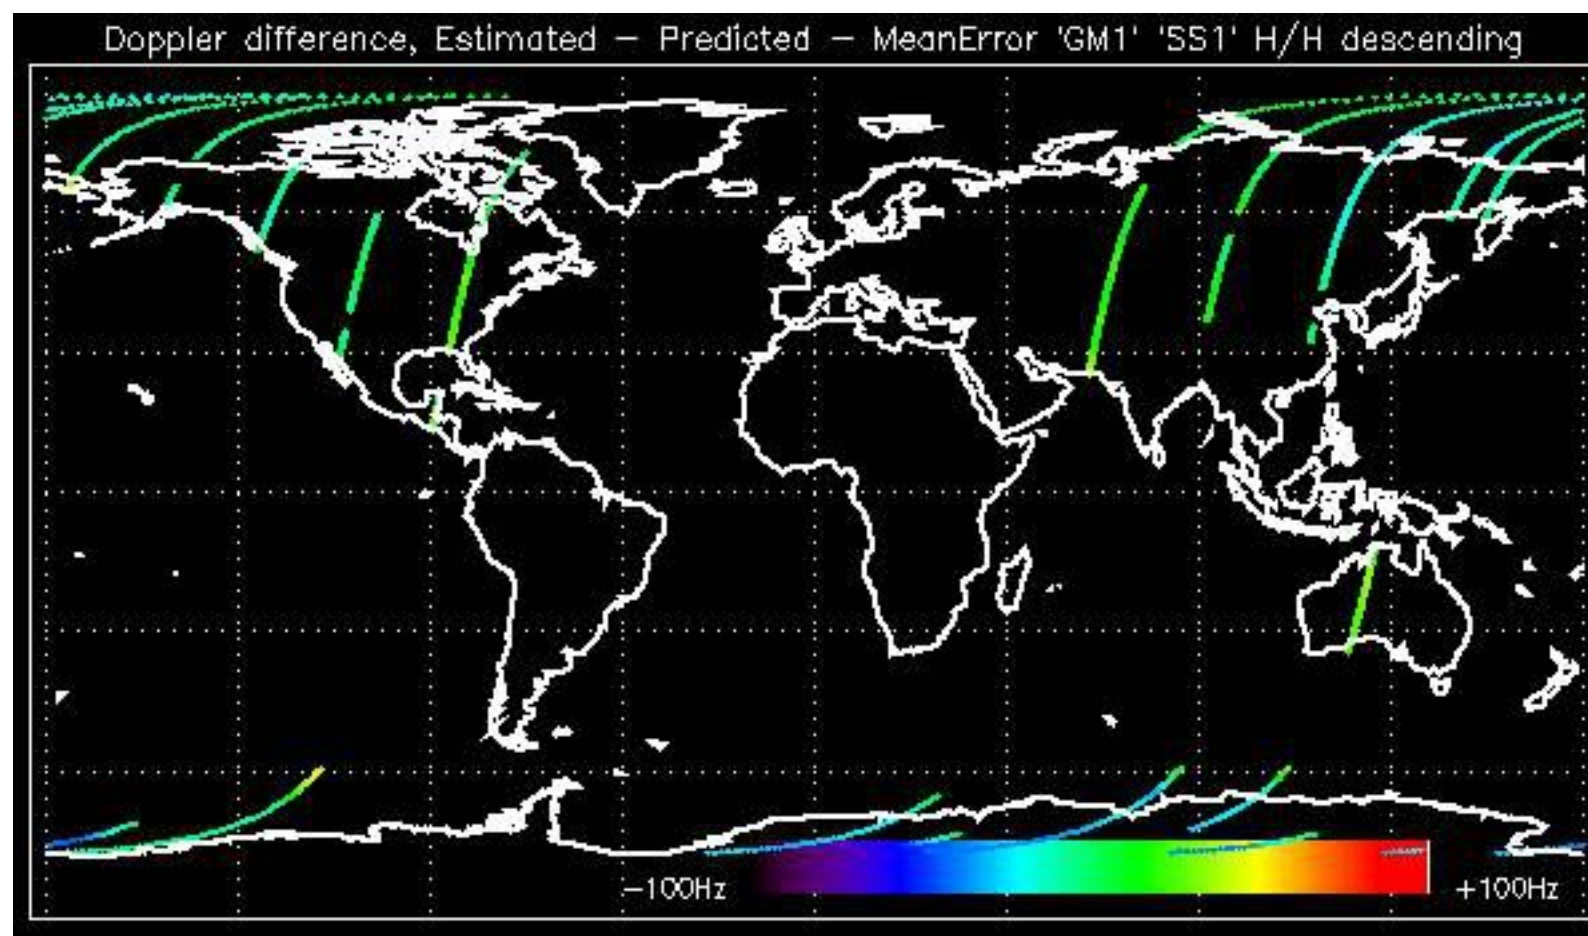 Doppler difference, Estimated – Predicted – MeanError 'GM1' 'SS1' H/H descending
–100Hz
+100Hz